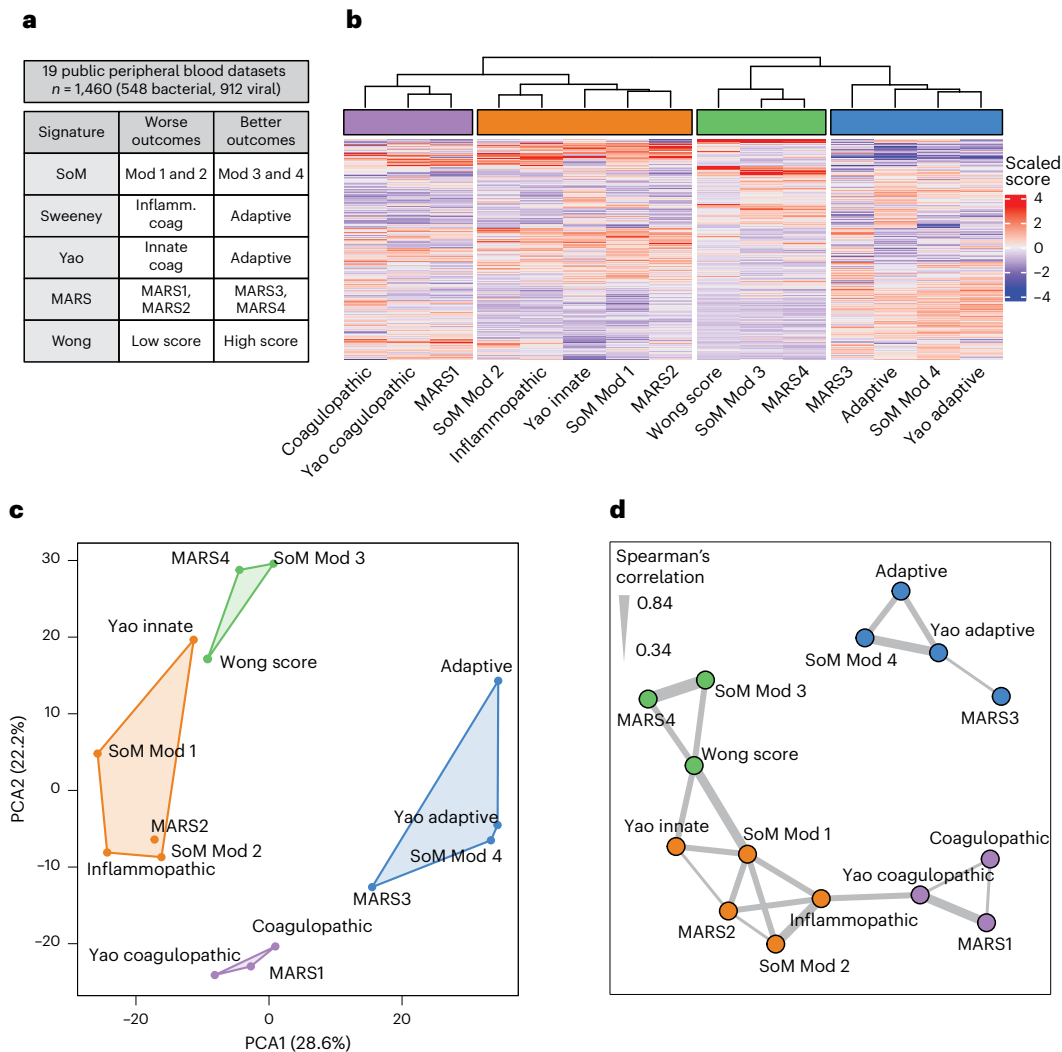 a
19 public peripheral blood datasets
n = 1,460 (548 bacterial, 912 viral)
Signature
Worse
outcomes
Better
outcomes
SoM
Mod 1 and 2
Mod 3 and 4
Sweeney
Inflamm.
coag
Adaptive
Yao
Innate
coag
Adaptive
MARS
MARS1,
MARS2
MARS3,
MARS4
Wong
Low score
High score
b
Scaled
score
4
2
0
−2
−4
Coagulopathic
Yao coagulopathic
MARS1
SoM Mod 2
Inflammopathic
Yao innate
SoM Mod 1
MARS2
Wong score
SoM Mod 3
MARS4
MARS3
Adaptive
SoM Mod 4
Yao adaptive
c
PCA2 (22.2%)
30
20
10
0
−10
−20
MARS4
SoM Mod 3
Yao innate
Wong score
Adaptive
SoM Mod 1
MARS2
SoM Mod 2
Inflammopathic
Yao adaptive
SoM Mod 4
MARS3
Coagulopathic
Yao coagulopathic
MARS1
−20
0
20
PCA1 (28.6%)
d
Spearman's
correlation
0.84
0.34
Adaptive
Yao adaptive
SoM Mod 4
MARS3
SoM Mod 3
MARS4
Wong score
Yao innate
SoM Mod 1
Coagulopathic
Yao coagulopathic
Inflammopathic
MARS2
MARS1
SoM Mod 2